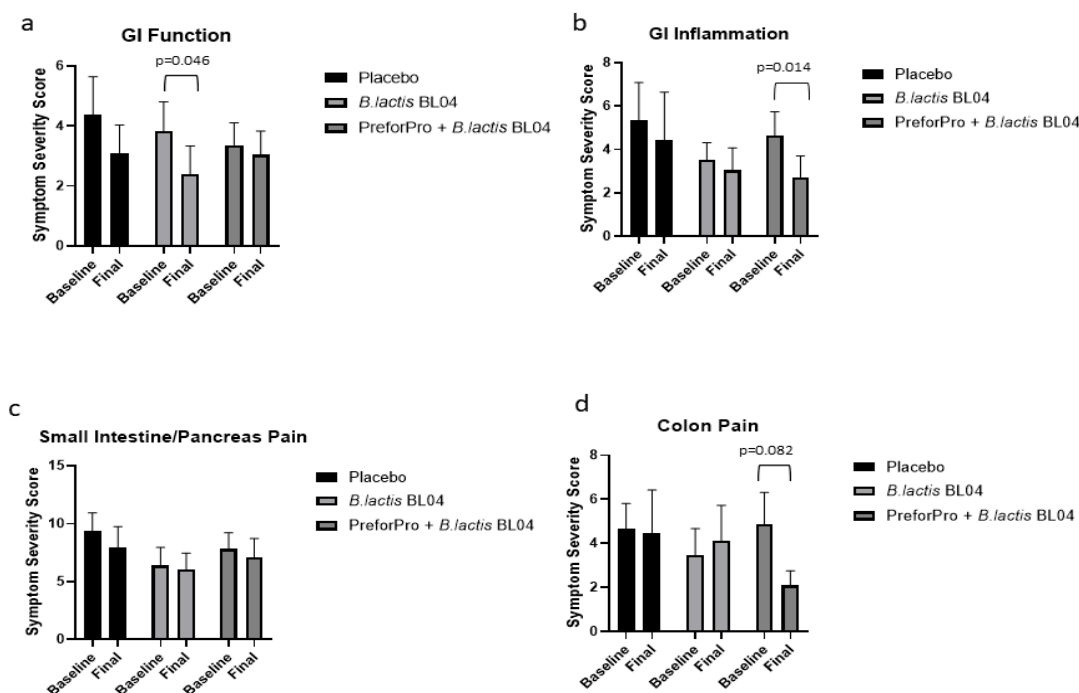 a
GI Function
p=0.046
Symptom Severity Score
6
4
2
0
Baseline
Final
Baseline
Final
Baseline
Final
Placebo
B.lactis BL04
PreforPro + B.lactis BL04
b
GI Inflammation
p=0.014
Symptom Severity Score
8
6
4
2
0
Baseline
Final
Baseline
Final
Baseline
Final
Placebo
B.lactis BL04
PreforPro + B.lactis BL04
c
Small Intestine/Pancreas Pain
Symptom Severity Score
15
10
5
0
Baseline
Final
Baseline
Final
Baseline
Final
Placebo
B.lactis BL04
PreforPro + B.lactis BL04
d
Colon Pain
p=0.082
Symptom Severity Score
8
6
4
2
0
Baseline
Final
Baseline
Final
Baseline
Final
Placebo
B.lactis BL04
PreforPro + B.lactis BL04